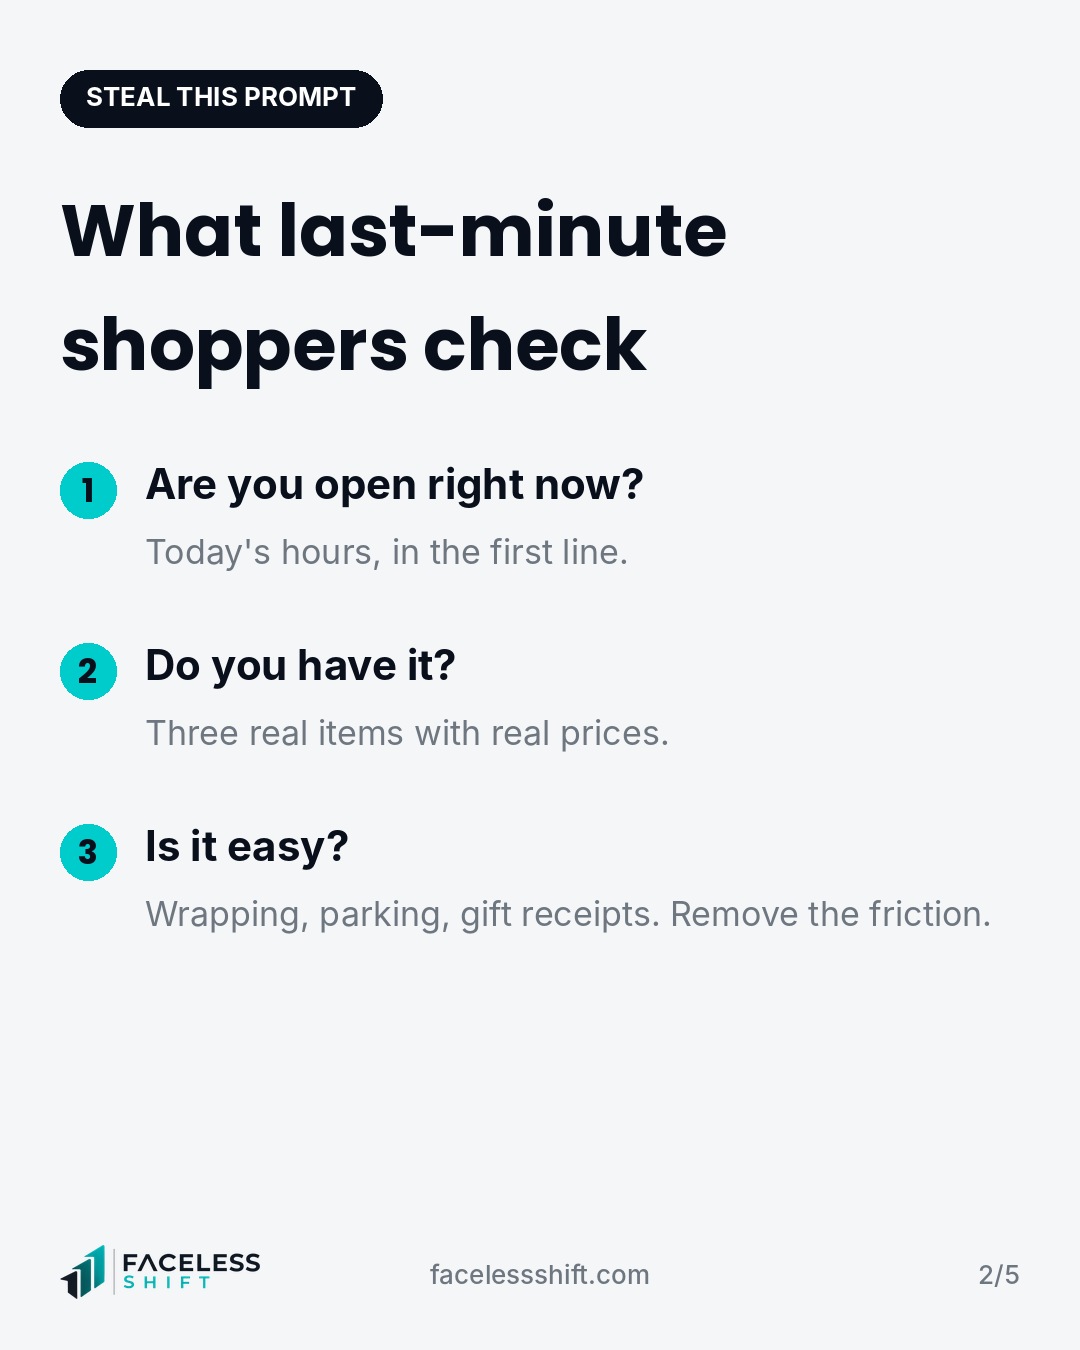 STEAL THIS PROMPT
What last-minute
shoppers check
1 Are you open right now?
Today's hours, in the first line.
2 Do you have it?
Three real items with real prices.
3 Is it easy?
Wrapping, parking, gift receipts. Remove the friction.
FACELESS
SHIFT
facelessshift.com
2/5